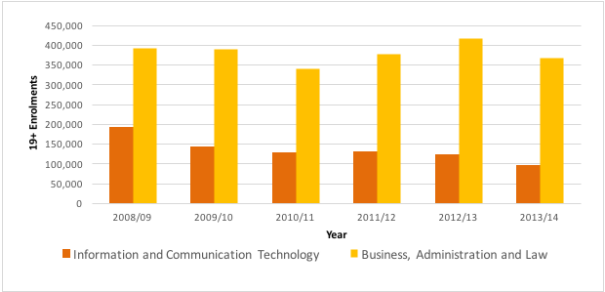 450,000
400,000
350,000
300,000
250,000
200,000
150,000
100,000
50,000
0
19+ Enrolments
2008/09 2009/10 2010/11 2011/12 2012/13 2013/14
Year
Information and Communication Technology Business, Administration and Law